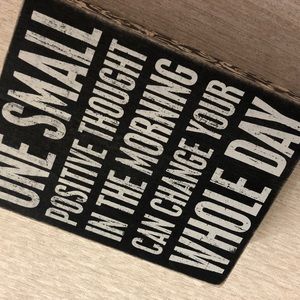 ONE SMALL
POSITIVE THOUGHT
IN THE MORNING
CAN CHANGE YOUR
WHOLE DAY